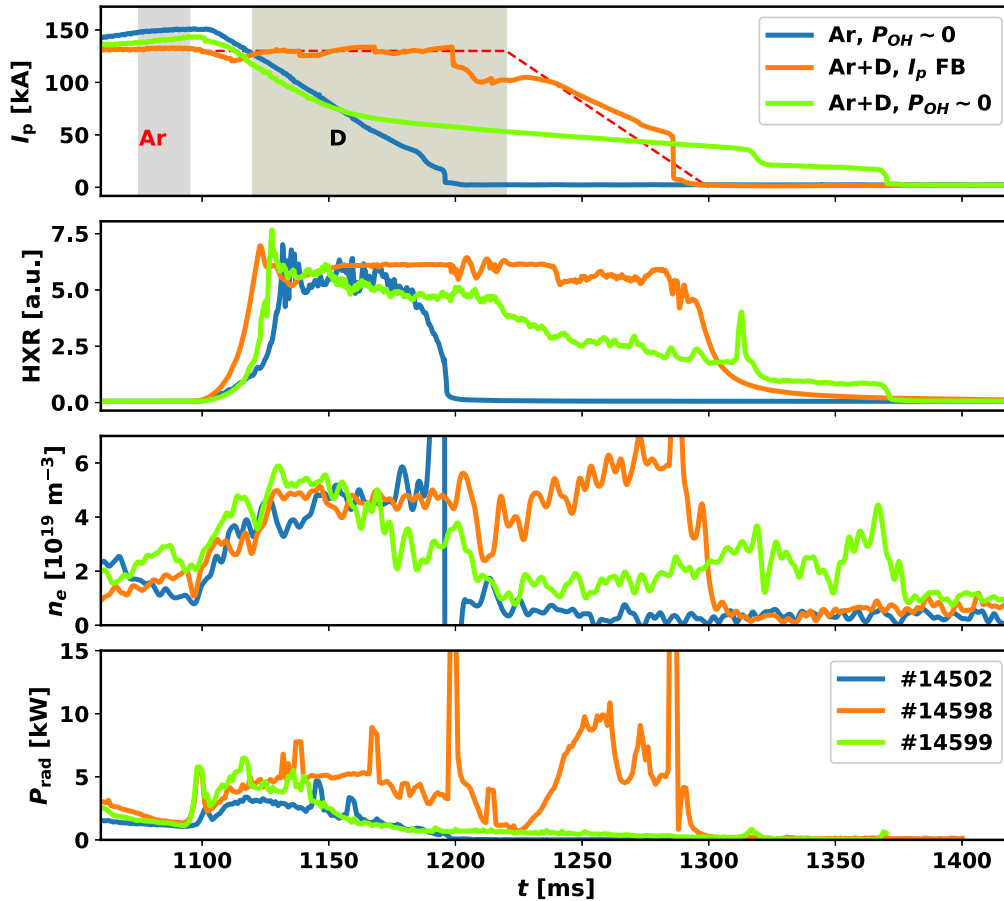 150
100
50
0
I_p [kA]
Ar
D
Ar, P_OH ~ 0
Ar+D, I_p FB
Ar+D, P_OH ~ 0
7.5
5.0
2.5
0.0
HXR [a.u.]
6
4
2
0
n_e [10^19 m^−3]
15
10
5
0
P_rad [kW]
#14502
#14598
#14599
1100 1150 1200 1250 1300 1350 1400
t [ms]